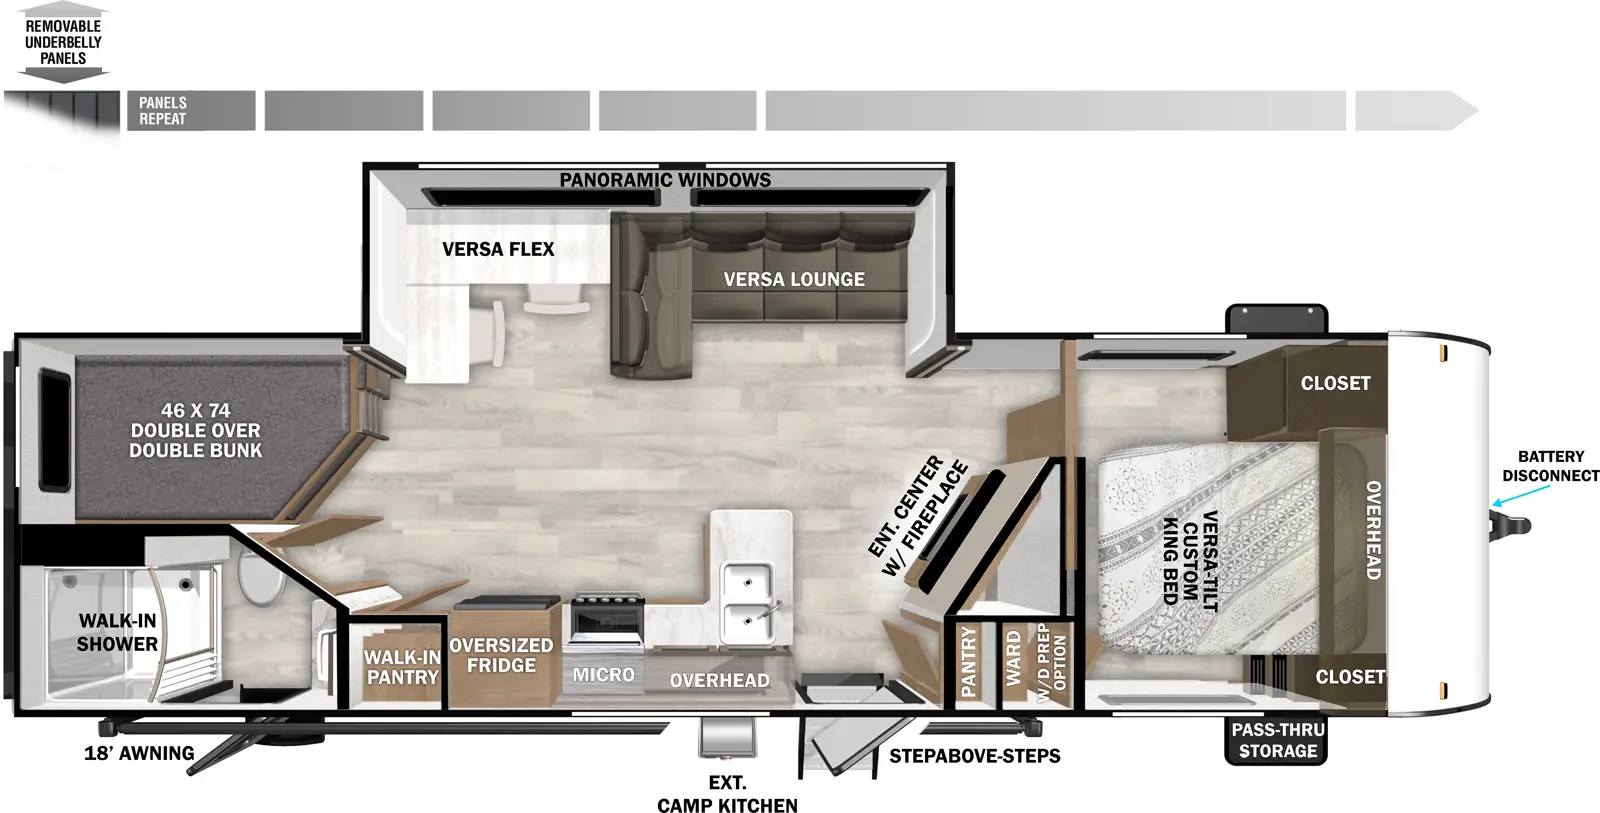 REMOVABLE
UNDERBELLY
PANELS
PANELS
REPEAT
PANORAMIC WINDOWS
VERSA FLEX
VERSA LOUNGE
46 X 74
DOUBLE OVER
DOUBLE BUNK
CLOSET
BATTERY
DISCONNECT
ENT. CENTER
W/ FIREPLACE
VERSA-TILT
CUSTOM
KING BED
OVERHEAD
WALK-IN
SHOWER
WALK-IN
PANTRY
OVERSIZED
FRIDGE
MICRO
OVERHEAD
PANTRY
WARD
W/D PREP
OPTION
CLOSET
PASS-THRU
STORAGE
18' AWNING
STEPABOVE-STEPS
EXT.
CAMP KITCHEN